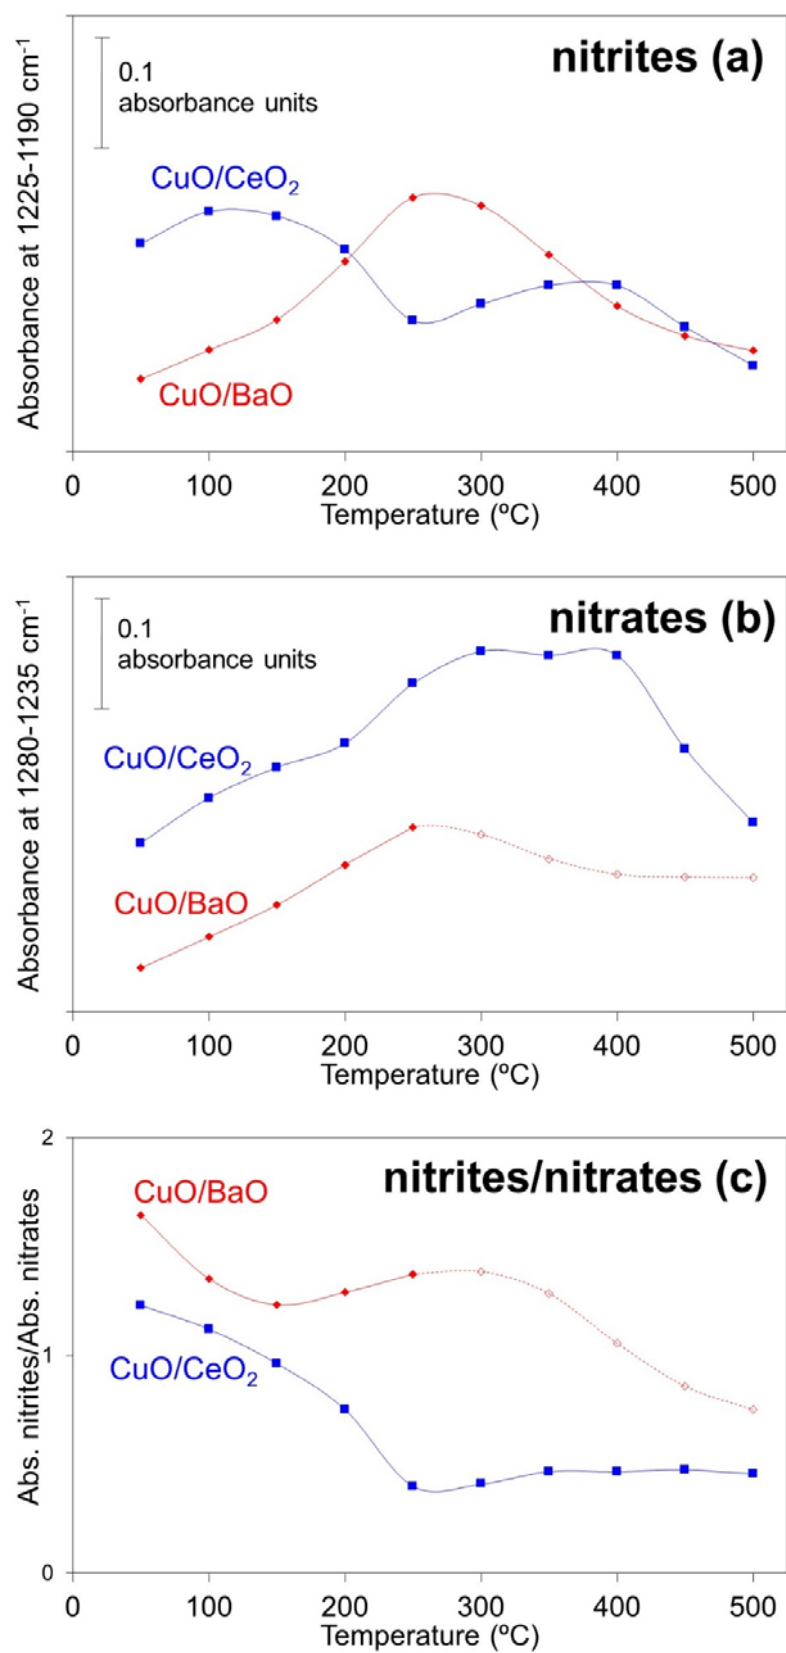 nitrites (a)
0.1
absorbance units
CuO/CeO₂
CuO/BaO
Absorbance at 1225-1190 cm⁻¹
0 100 200 300 400 500
Temperature (ºC)
nitrates (b)
0.1
absorbance units
CuO/CeO₂
CuO/BaO
Absorbance at 1280-1235 cm⁻¹
0 100 200 300 400 500
Temperature (ºC)
2
nitrites/nitrates (c)
CuO/BaO
1
CuO/CeO₂
Abs. nitrites/Abs. nitrates
0
0 100 200 300 400 500
Temperature (ºC)